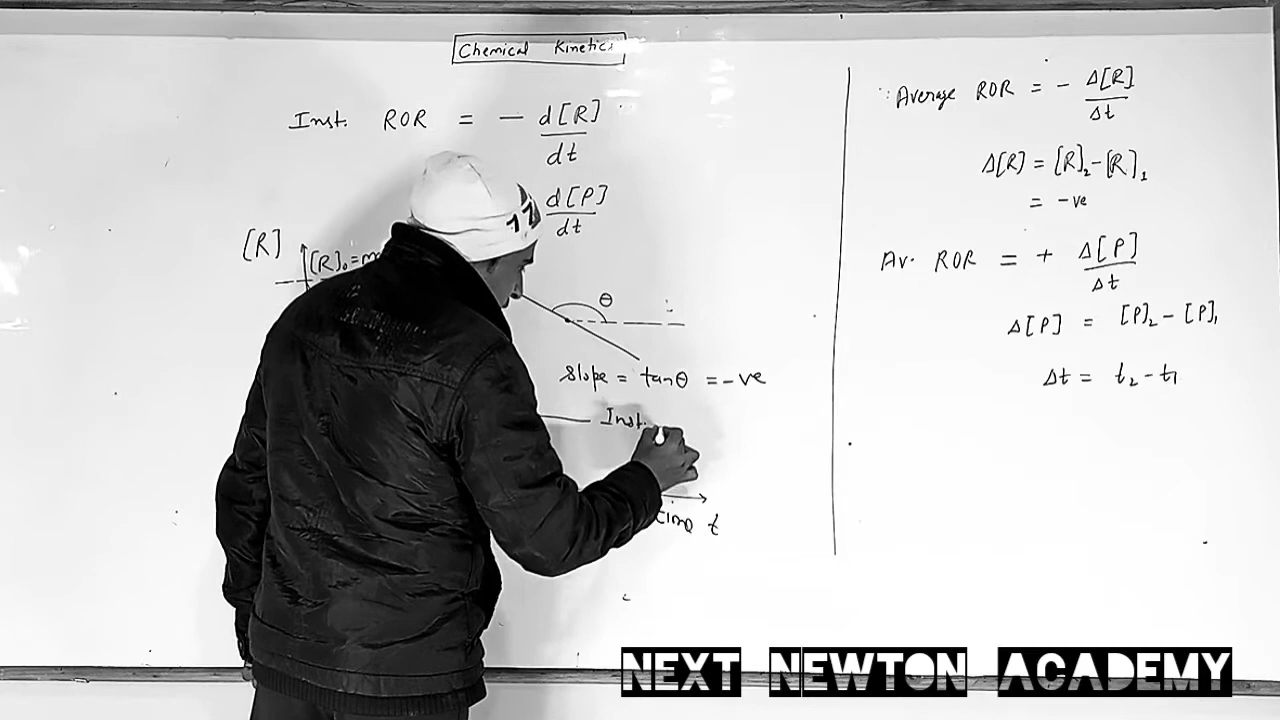 Chemical Kinetics
Inst. ROR = - d[R]/dt
d[P]/dt
[R]
[R]₀ =
θ
Slope = tanθ = -ve
Inst.
time t
Average ROR = - Δ[R]/Δt
Δ[R] = [R]₂-[R]₁
= -ve
Av. ROR = + Δ[P]/Δt
Δ[P] = [P]₂ - [P]₁
Δt = t₂ - t₁
NEXT NEWTON ACADEMY